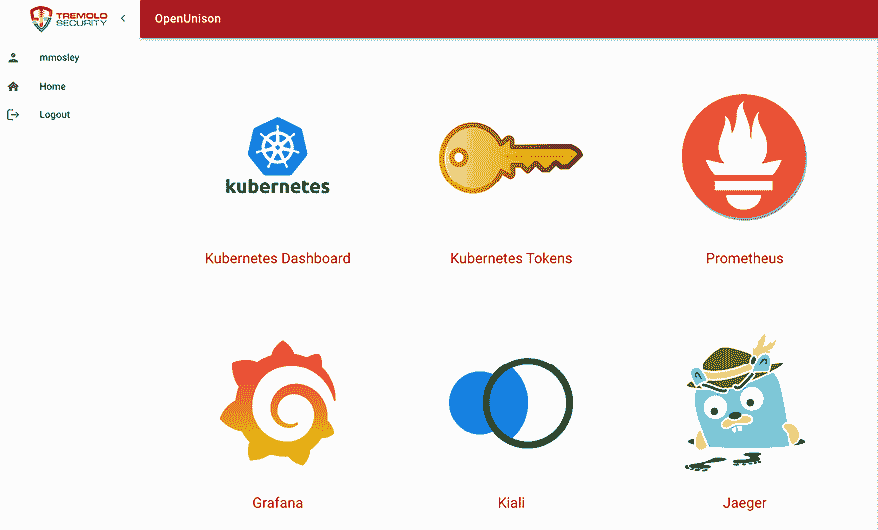 TREMOLO
SECURITY
OpenUnison
mmosley
Home
Logout
kubernetes
Kubernetes Dashboard
Kubernetes Tokens
Prometheus
Grafana
Kiali
Jaeger